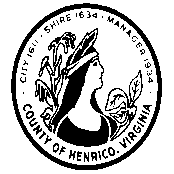 CITY 1611 · SHIRE 1634 · MANAGER 1934
COUNTY OF HENRICO, VIRGINIA